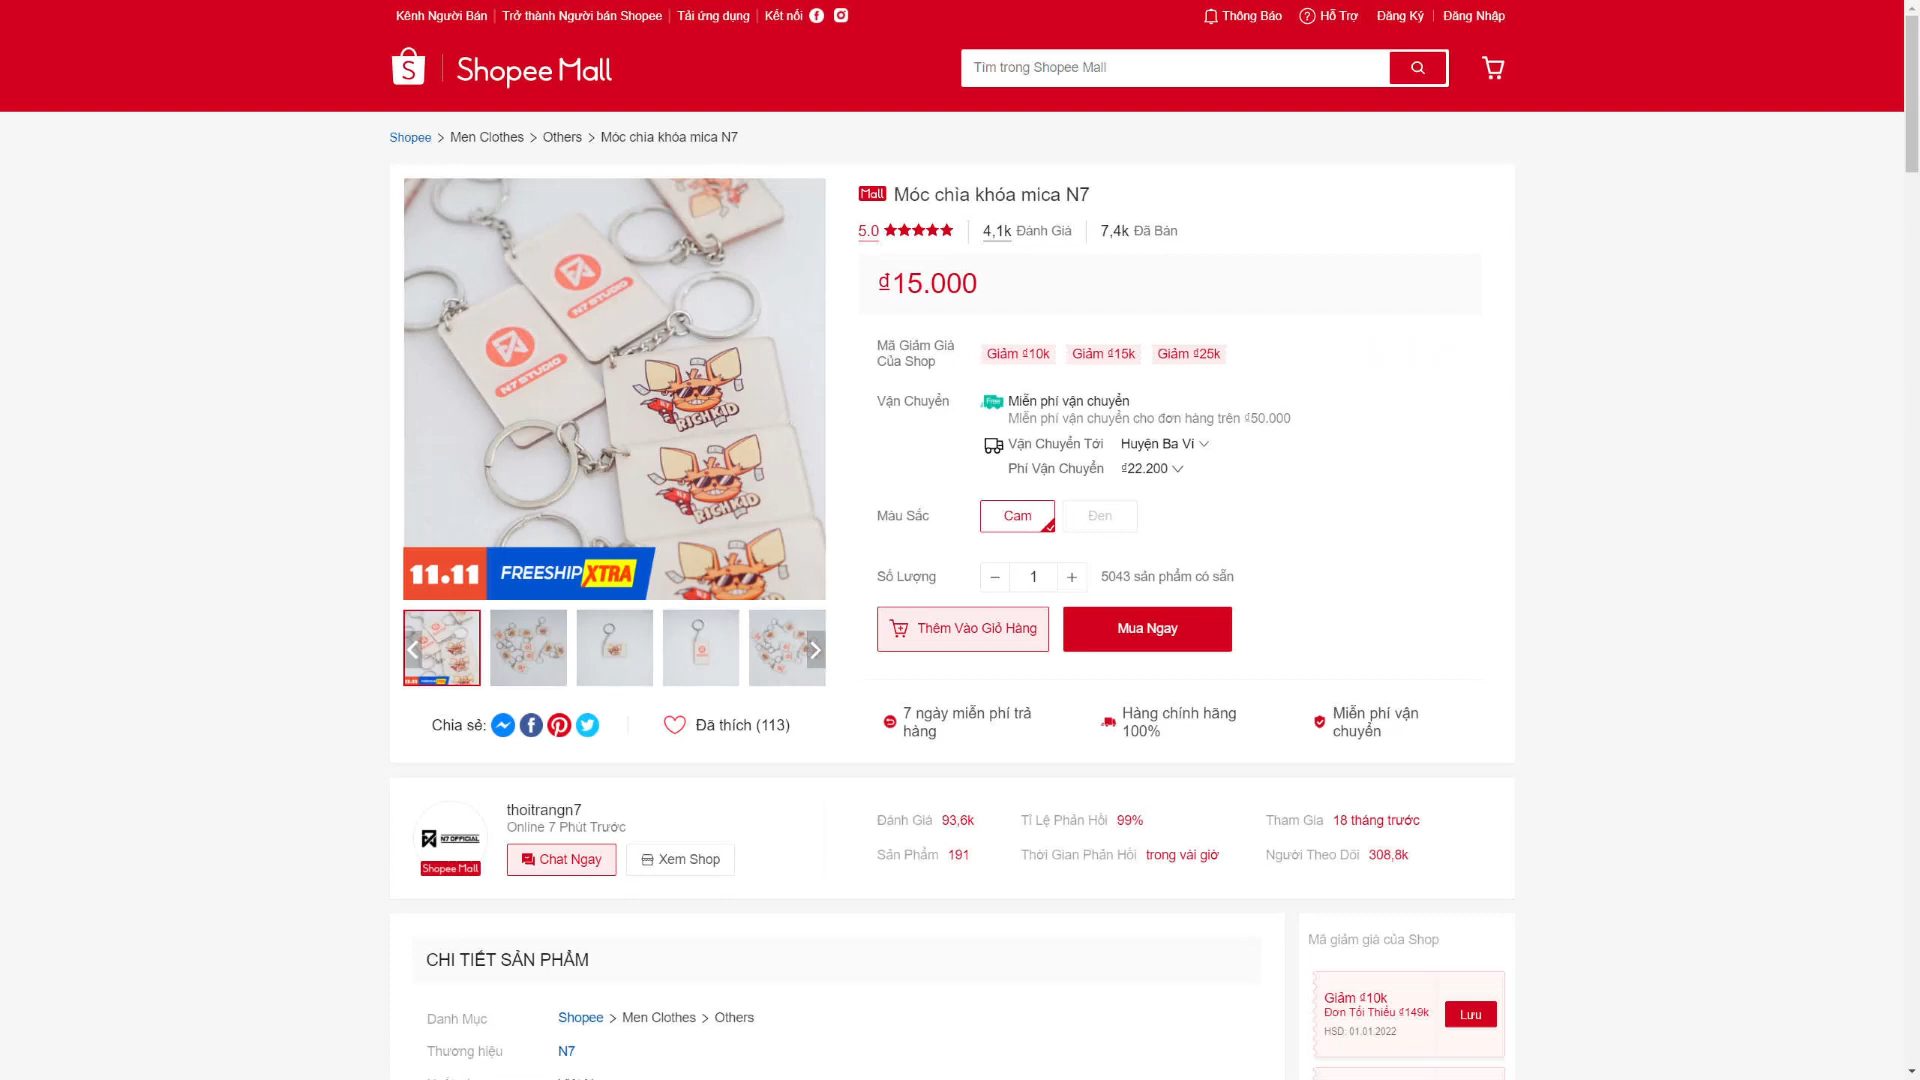 Kênh Người Bán | Trở thành Người bán Shopee | Tải ứng dụng | Kết nối
Thông Báo Hỗ Trợ Đăng Ký | Đăng Nhập
Shopee Mall
Tìm trong Shopee Mall
Shopee > Men Clothes > Others > Móc chìa khóa mica N7
N7 STUDIO
N7 STUDIO
RICHKID
RICHKID
11.11 FREESHIP XTRA
Mall Móc chìa khóa mica N7
5.0 4,1k Đánh Giá 7,4k Đã Bán
₫15.000
Mã Giảm Giá Của Shop
Giảm ₫10k Giảm ₫15k Giảm ₫25k
Vận Chuyển
Free Miễn phí vận chuyển
Miễn phí vận chuyển cho đơn hàng trên ₫50.000
Vận Chuyển Tới Huyện Ba Vì
Phí Vận Chuyển ₫22.200
Màu Sắc Cam Đen
Số Lượng − 1 + 5043 sản phẩm có sẵn
Thêm Vào Giỏ Hàng Mua Ngay
Chia sẻ: Đã thích (113)
7 ngày miễn phí trả hàng
Hàng chính hãng 100%
Miễn phí vận chuyển
N7 OFFICIAL
Shopee Mall
thoitrangn7
Online 7 Phút Trước
Chat Ngay Xem Shop
Đánh Giá 93,6k Tỉ Lệ Phản Hồi 99% Tham Gia 18 tháng trước
Sản Phẩm 191 Thời Gian Phản Hồi trong vài giờ Người Theo Dõi 308,8k
CHI TIẾT SẢN PHẨM
Danh Mục Shopee > Men Clothes > Others
Thương hiệu N7
Mã giảm giá của Shop
Giảm ₫10k
Đơn Tối Thiểu ₫149k
HSD: 01.01.2022
Lưu